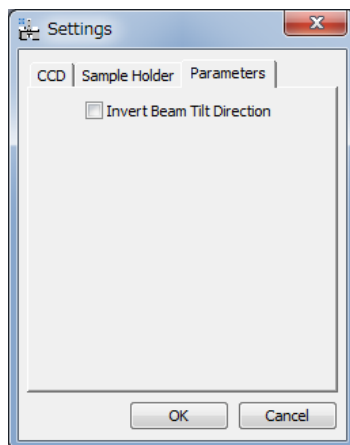 Settings
CCD Sample Holder Parameters
Invert Beam Tilt Direction
OK Cancel